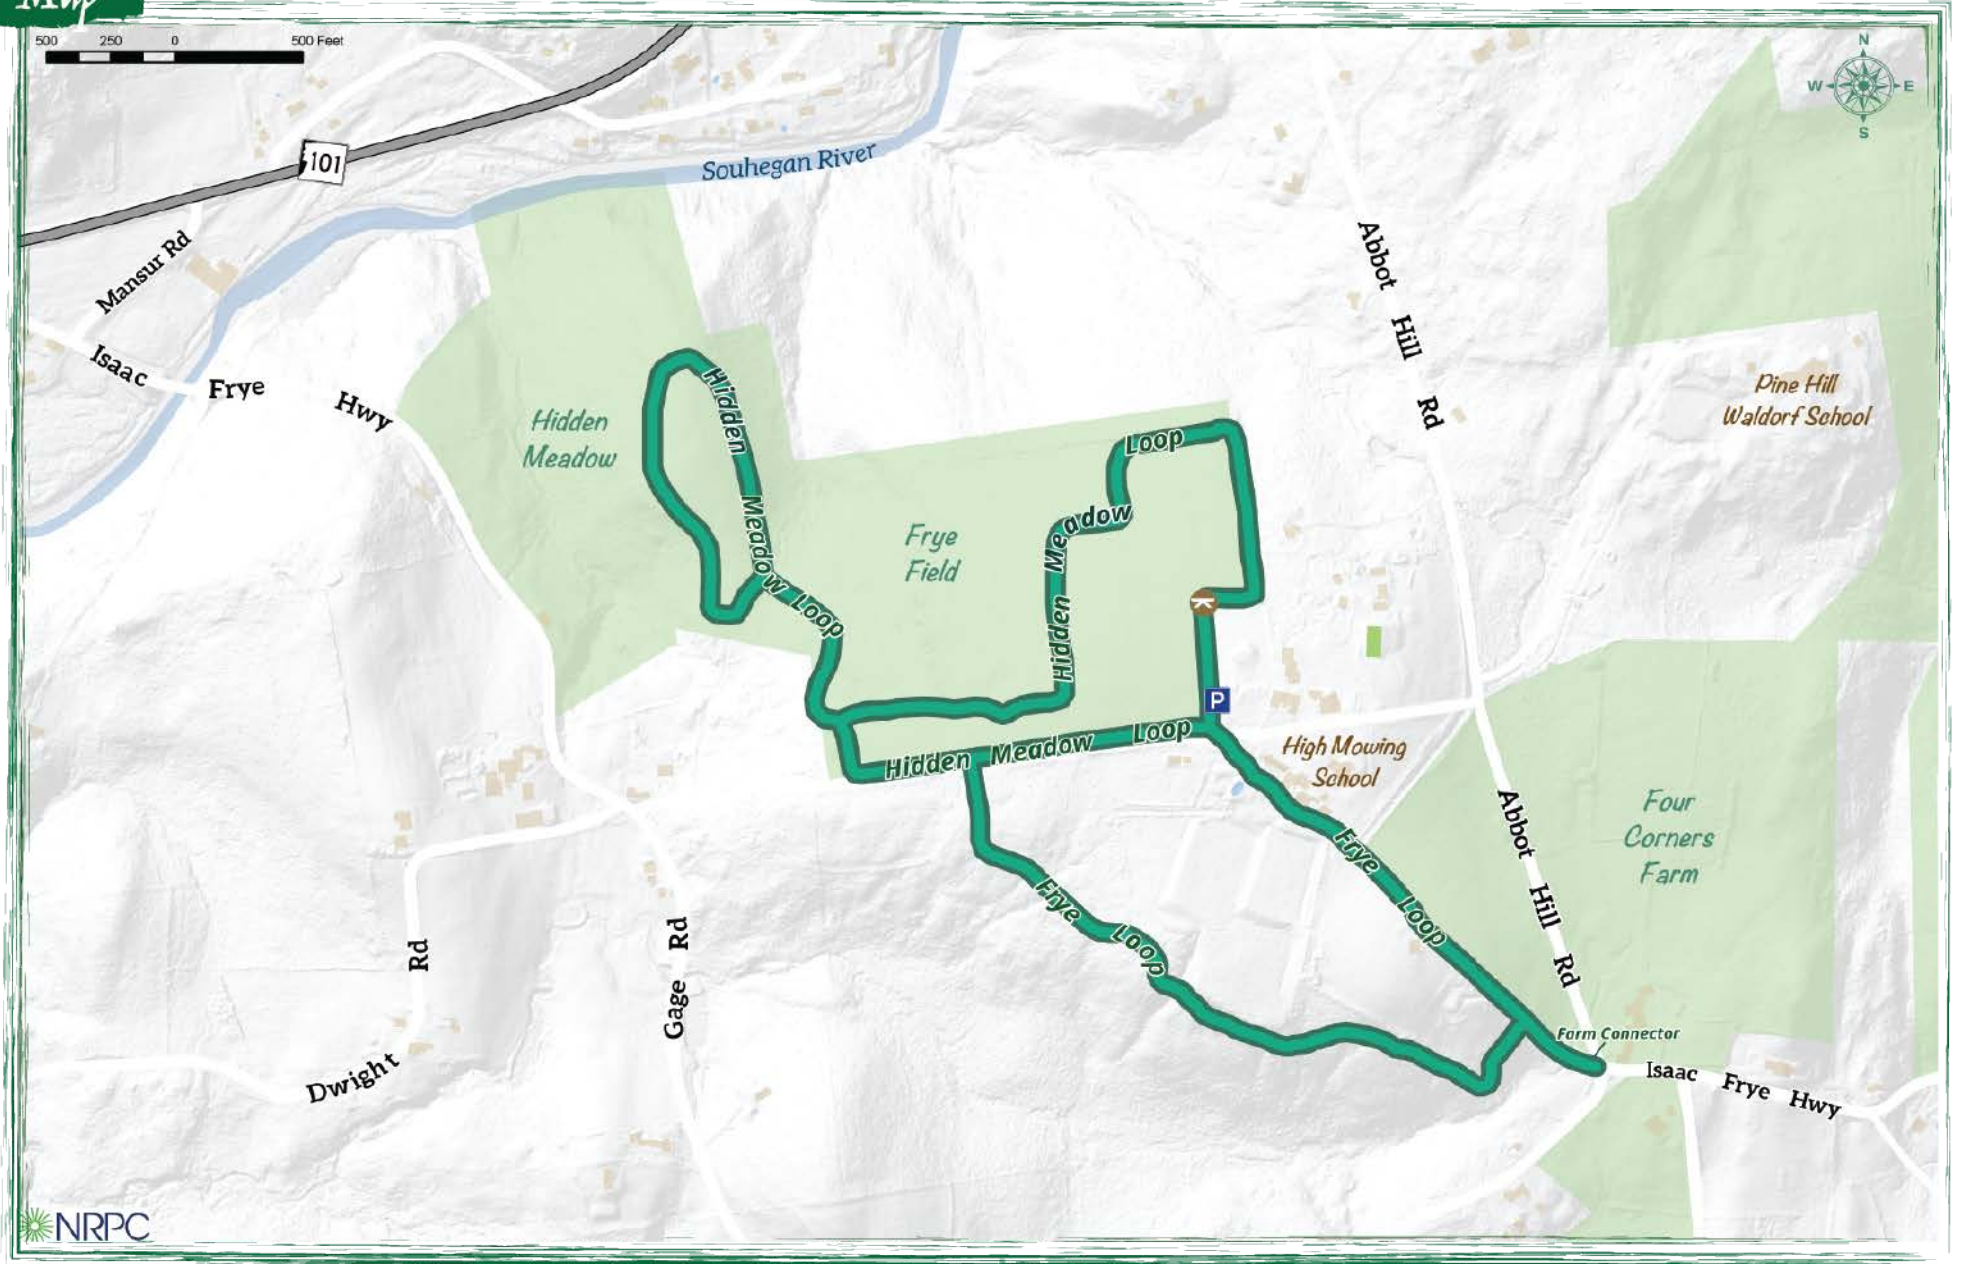 Map
500 250 0 500 Feet
N
W E
S
101
Souhegan River
Mansur Rd
Isaac Frye Hwy
Abbot Hill Rd
Pine Hill
Waldorf School
Hidden
Meadow
Hidden Meadow Loop
Frye
Field
Hidden Meadow Loop
P
Hidden Meadow Loop
High Mowing
School
Frye Loop
Abbot Hill Rd
Four
Corners
Farm
Frye Loop
Farm Connector
Isaac Frye Hwy
Gage Rd
Dwight Rd
NRPC